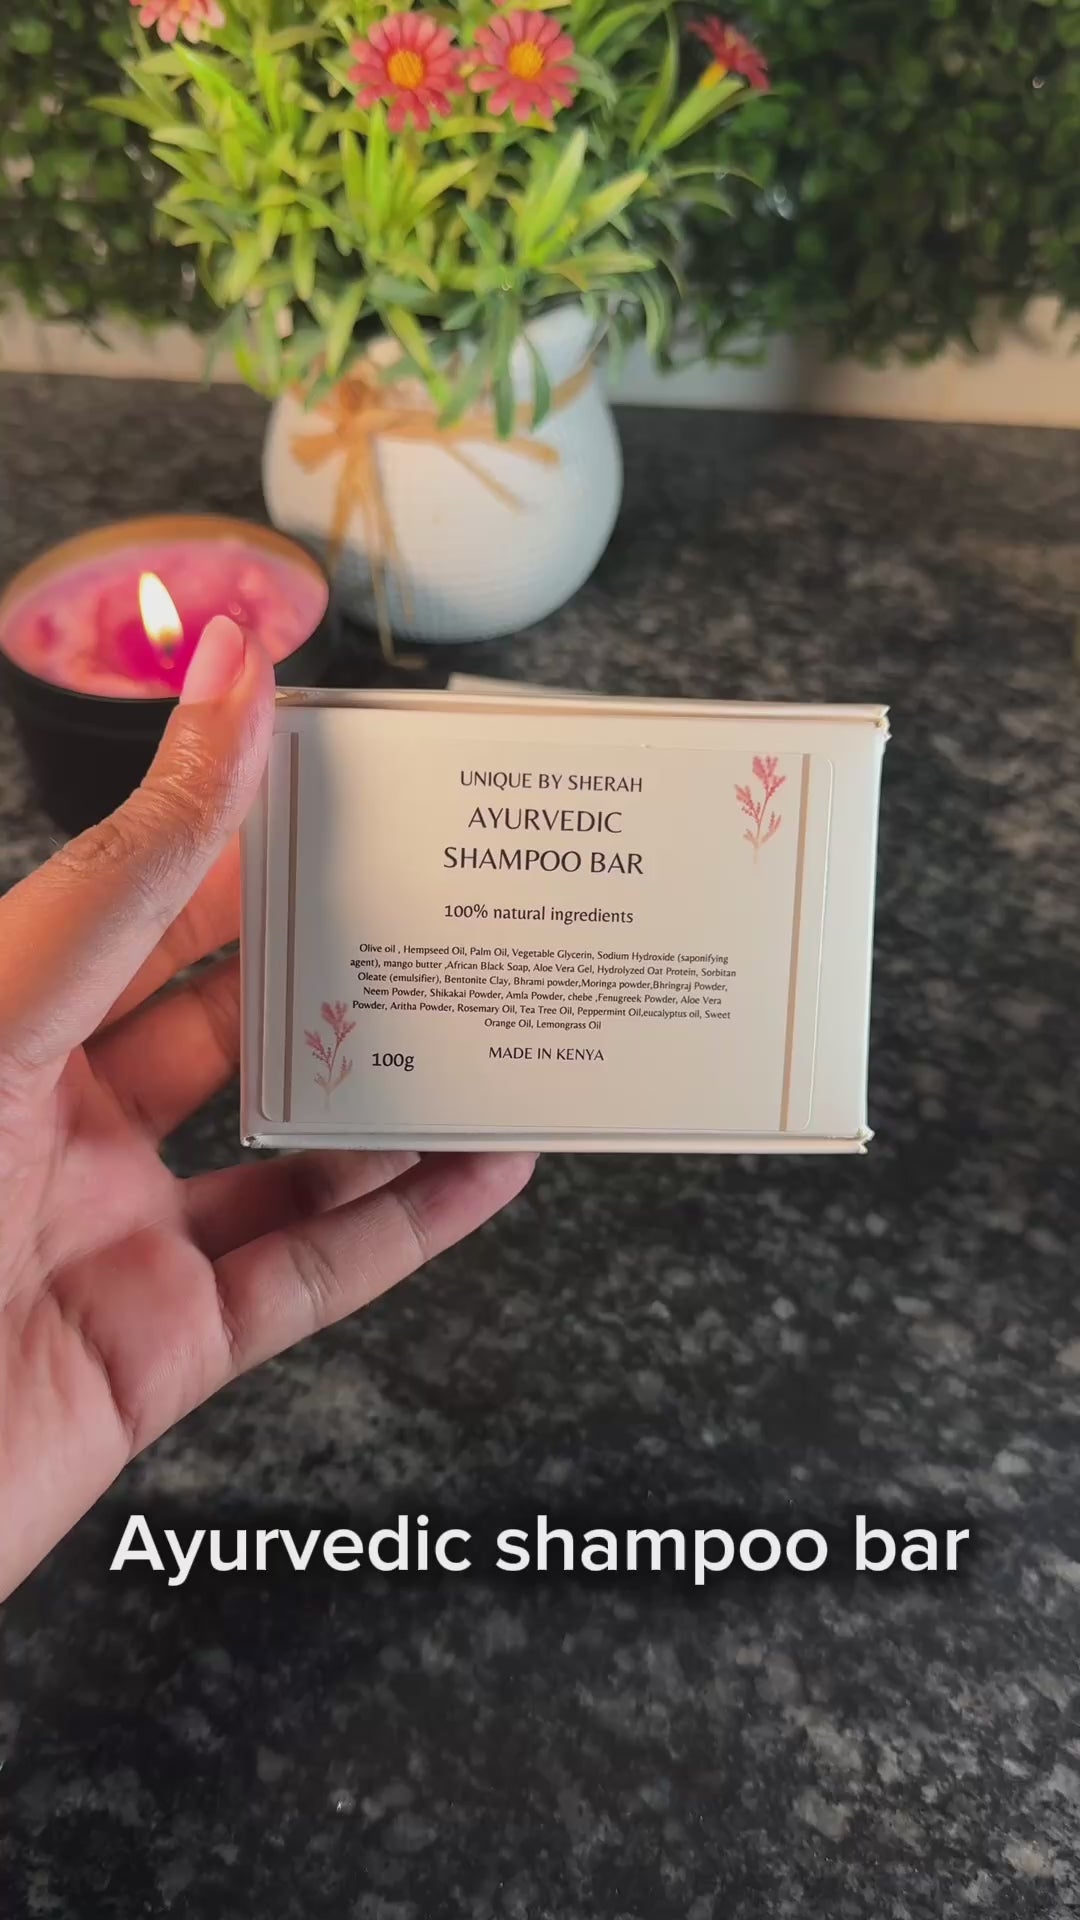 UNIQUE BY SHERAH
AYURVEDIC
SHAMPOO BAR
100% natural ingredients
Olive oil , Hempseed Oil, Palm Oil, Vegetable Glycerin, Sodium Hydroxide (saponifying
agent), mango butter ,African Black Soap, Aloe Vera Gel, Hydrolyzed Oat Protein, Sorbitan
Oleate (emulsifier), Bentonite Clay, Bhrami powder,Moringa powder,Bhringraj Powder,
Neem Powder, Shikakai Powder, Amla Powder, chebe ,Fenugreek Powder, Aloe Vera
Powder, Aritha Powder, Rosemary Oil, Tea Tree Oil, Peppermint Oil,eucalyptus oil, Sweet
Orange Oil, Lemongrass Oil
100g
MADE IN KENYA
Ayurvedic shampoo bar